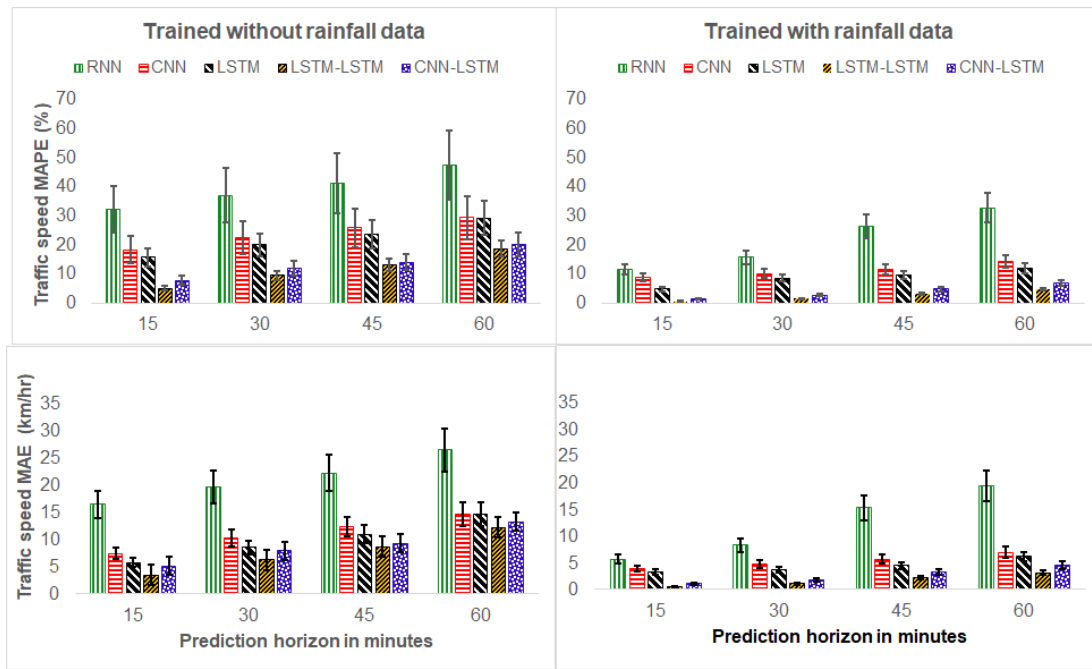 Trained without rainfall data
RNN CNN LSTM LSTM-LSTM CNN-LSTM
Traffic speed MAPE (%)
70
60
50
40
30
20
10
0
15 30 45 60
Trained with rainfall data
RNN CNN LSTM LSTM-LSTM CNN-LSTM
70
60
50
40
30
20
10
0
15 30 45 60
Traffic speed MAE (km/hr)
35
30
25
20
15
10
5
0
15 30 45 60
Prediction horizon in minutes
35
30
25
20
15
10
5
0
15 30 45 60
Prediction horizon in minutes